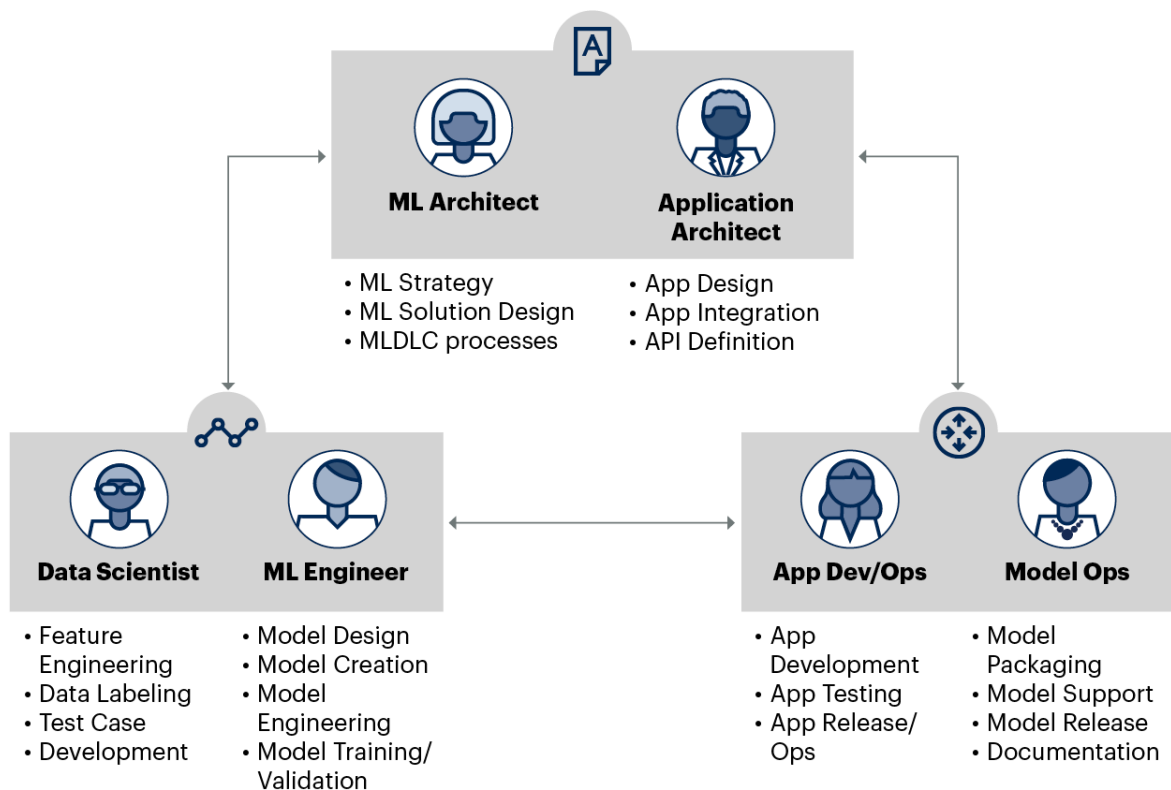 A
ML Architect
Application
Architect
• ML Strategy
• ML Solution Design
• MLDLC processes
• App Design
• App Integration
• API Definition
Data Scientist
ML Engineer
• Feature
Engineering
• Data Labeling
• Test Case
• Development
• Model Design
• Model Creation
• Model
Engineering
• Model Training/
Validation
App Dev/Ops
Model Ops
• App
Development
• App Testing
• App Release/
Ops
• Model
Packaging
• Model Support
• Model Release
• Documentation